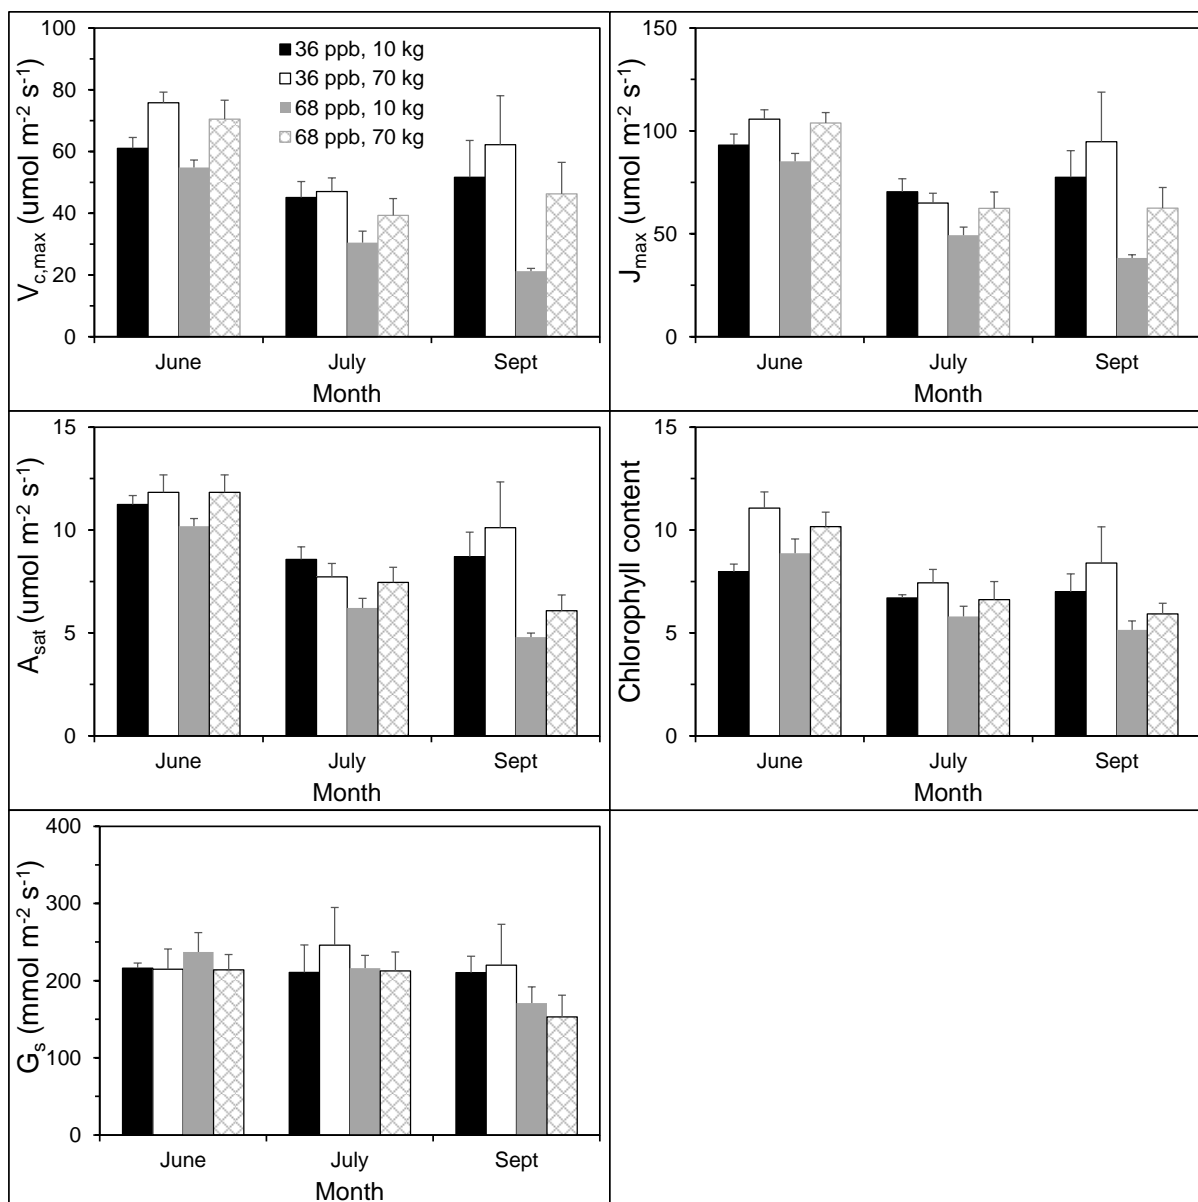 100
80
60
40
20
0
V_c,max (umol m^-2 s^-1)
36 ppb, 10 kg
36 ppb, 70 kg
68 ppb, 10 kg
68 ppb, 70 kg
June July Sept
Month
150
100
50
0
J_max (umol m^-2 s^-1)
June July Sept
Month
15
10
5
0
A_sat (umol m^-2 s^-1)
June July Sept
Month
15
10
5
0
Chlorophyll content
June July Sept
Month
400
300
200
100
0
G_s (mmol m^-2 s^-1)
June July Sept
Month